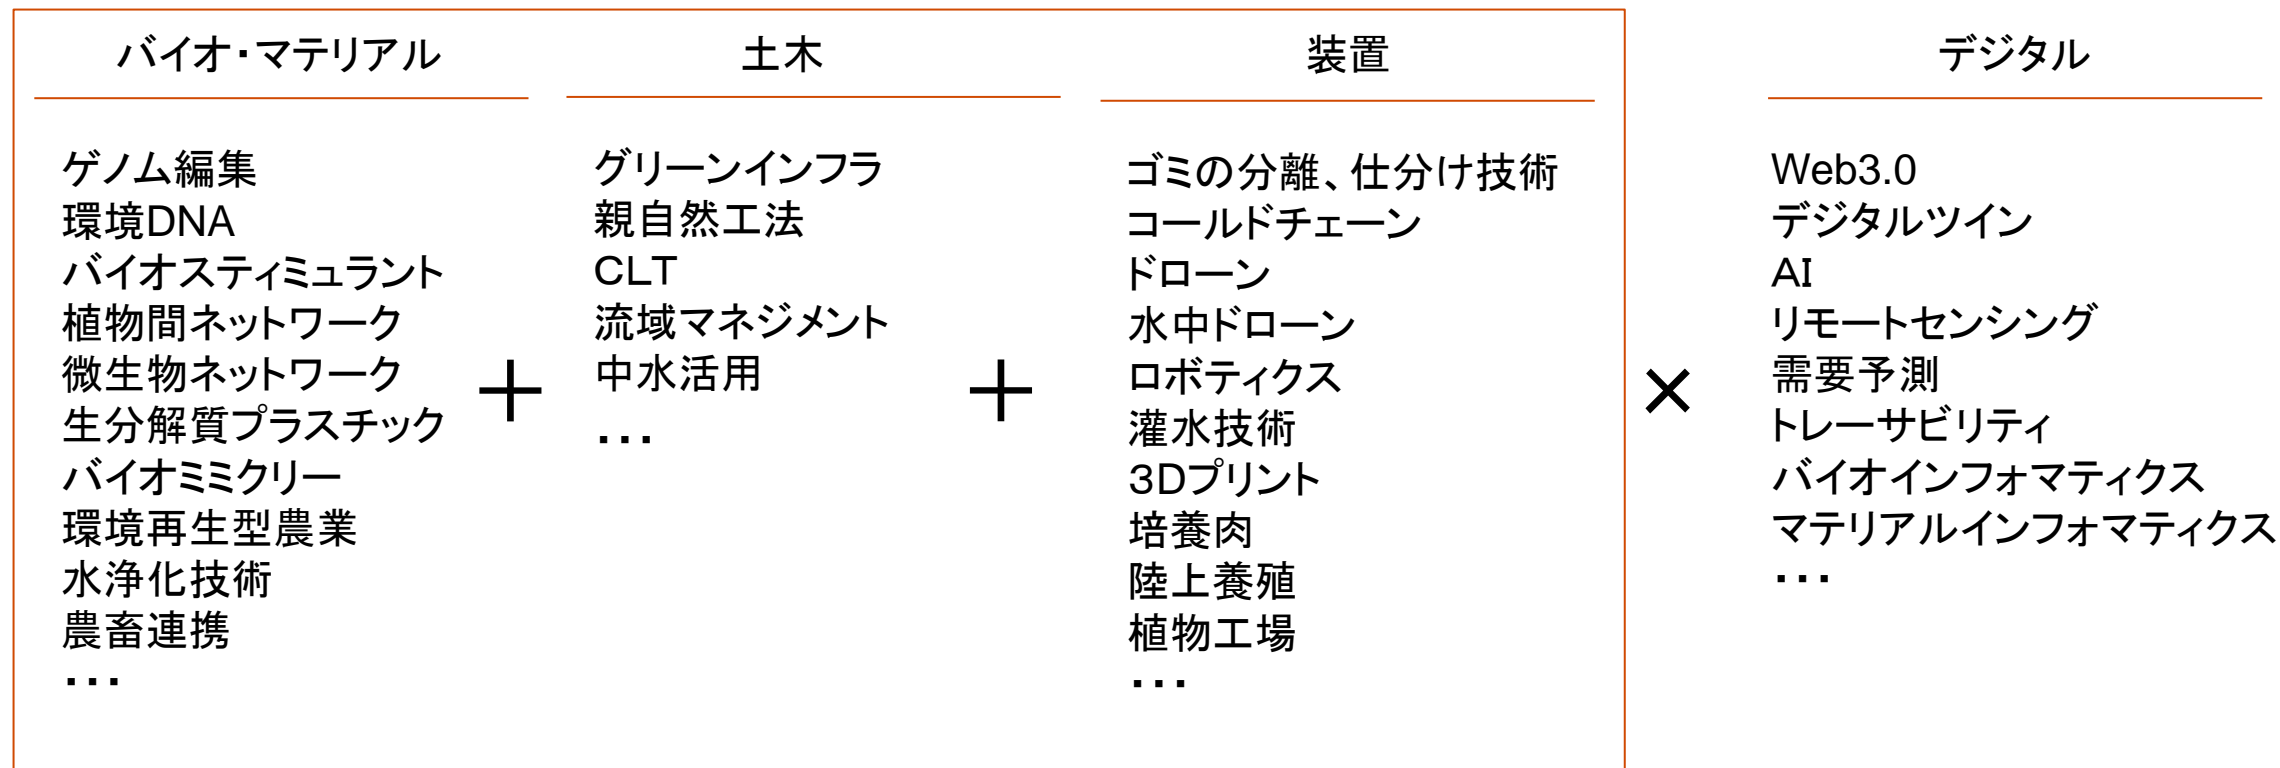 バイオ・マテリアル
ゲノム編集
環境DNA
バイオスティミュラント
植物間ネットワーク
微生物ネットワーク
生分解質プラスチック
バイオミミクリー
環境再生型農業
水浄化技術
農畜連携
・・・
＋
土木
グリーンインフラ
親自然工法
CLT
流域マネジメント
中水活用
・・・
＋
装置
ゴミの分離、仕分け技術
コールドチェーン
ドローン
水中ドローン
ロボティクス
灌水技術
3Dプリント
培養肉
陸上養殖
植物工場
・・・
×
デジタル
Web3.0
デジタルツイン
AI
リモートセンシング
需要予測
トレーサビリティ
バイオインフォマティクス
マテリアルインフォマティクス
・・・